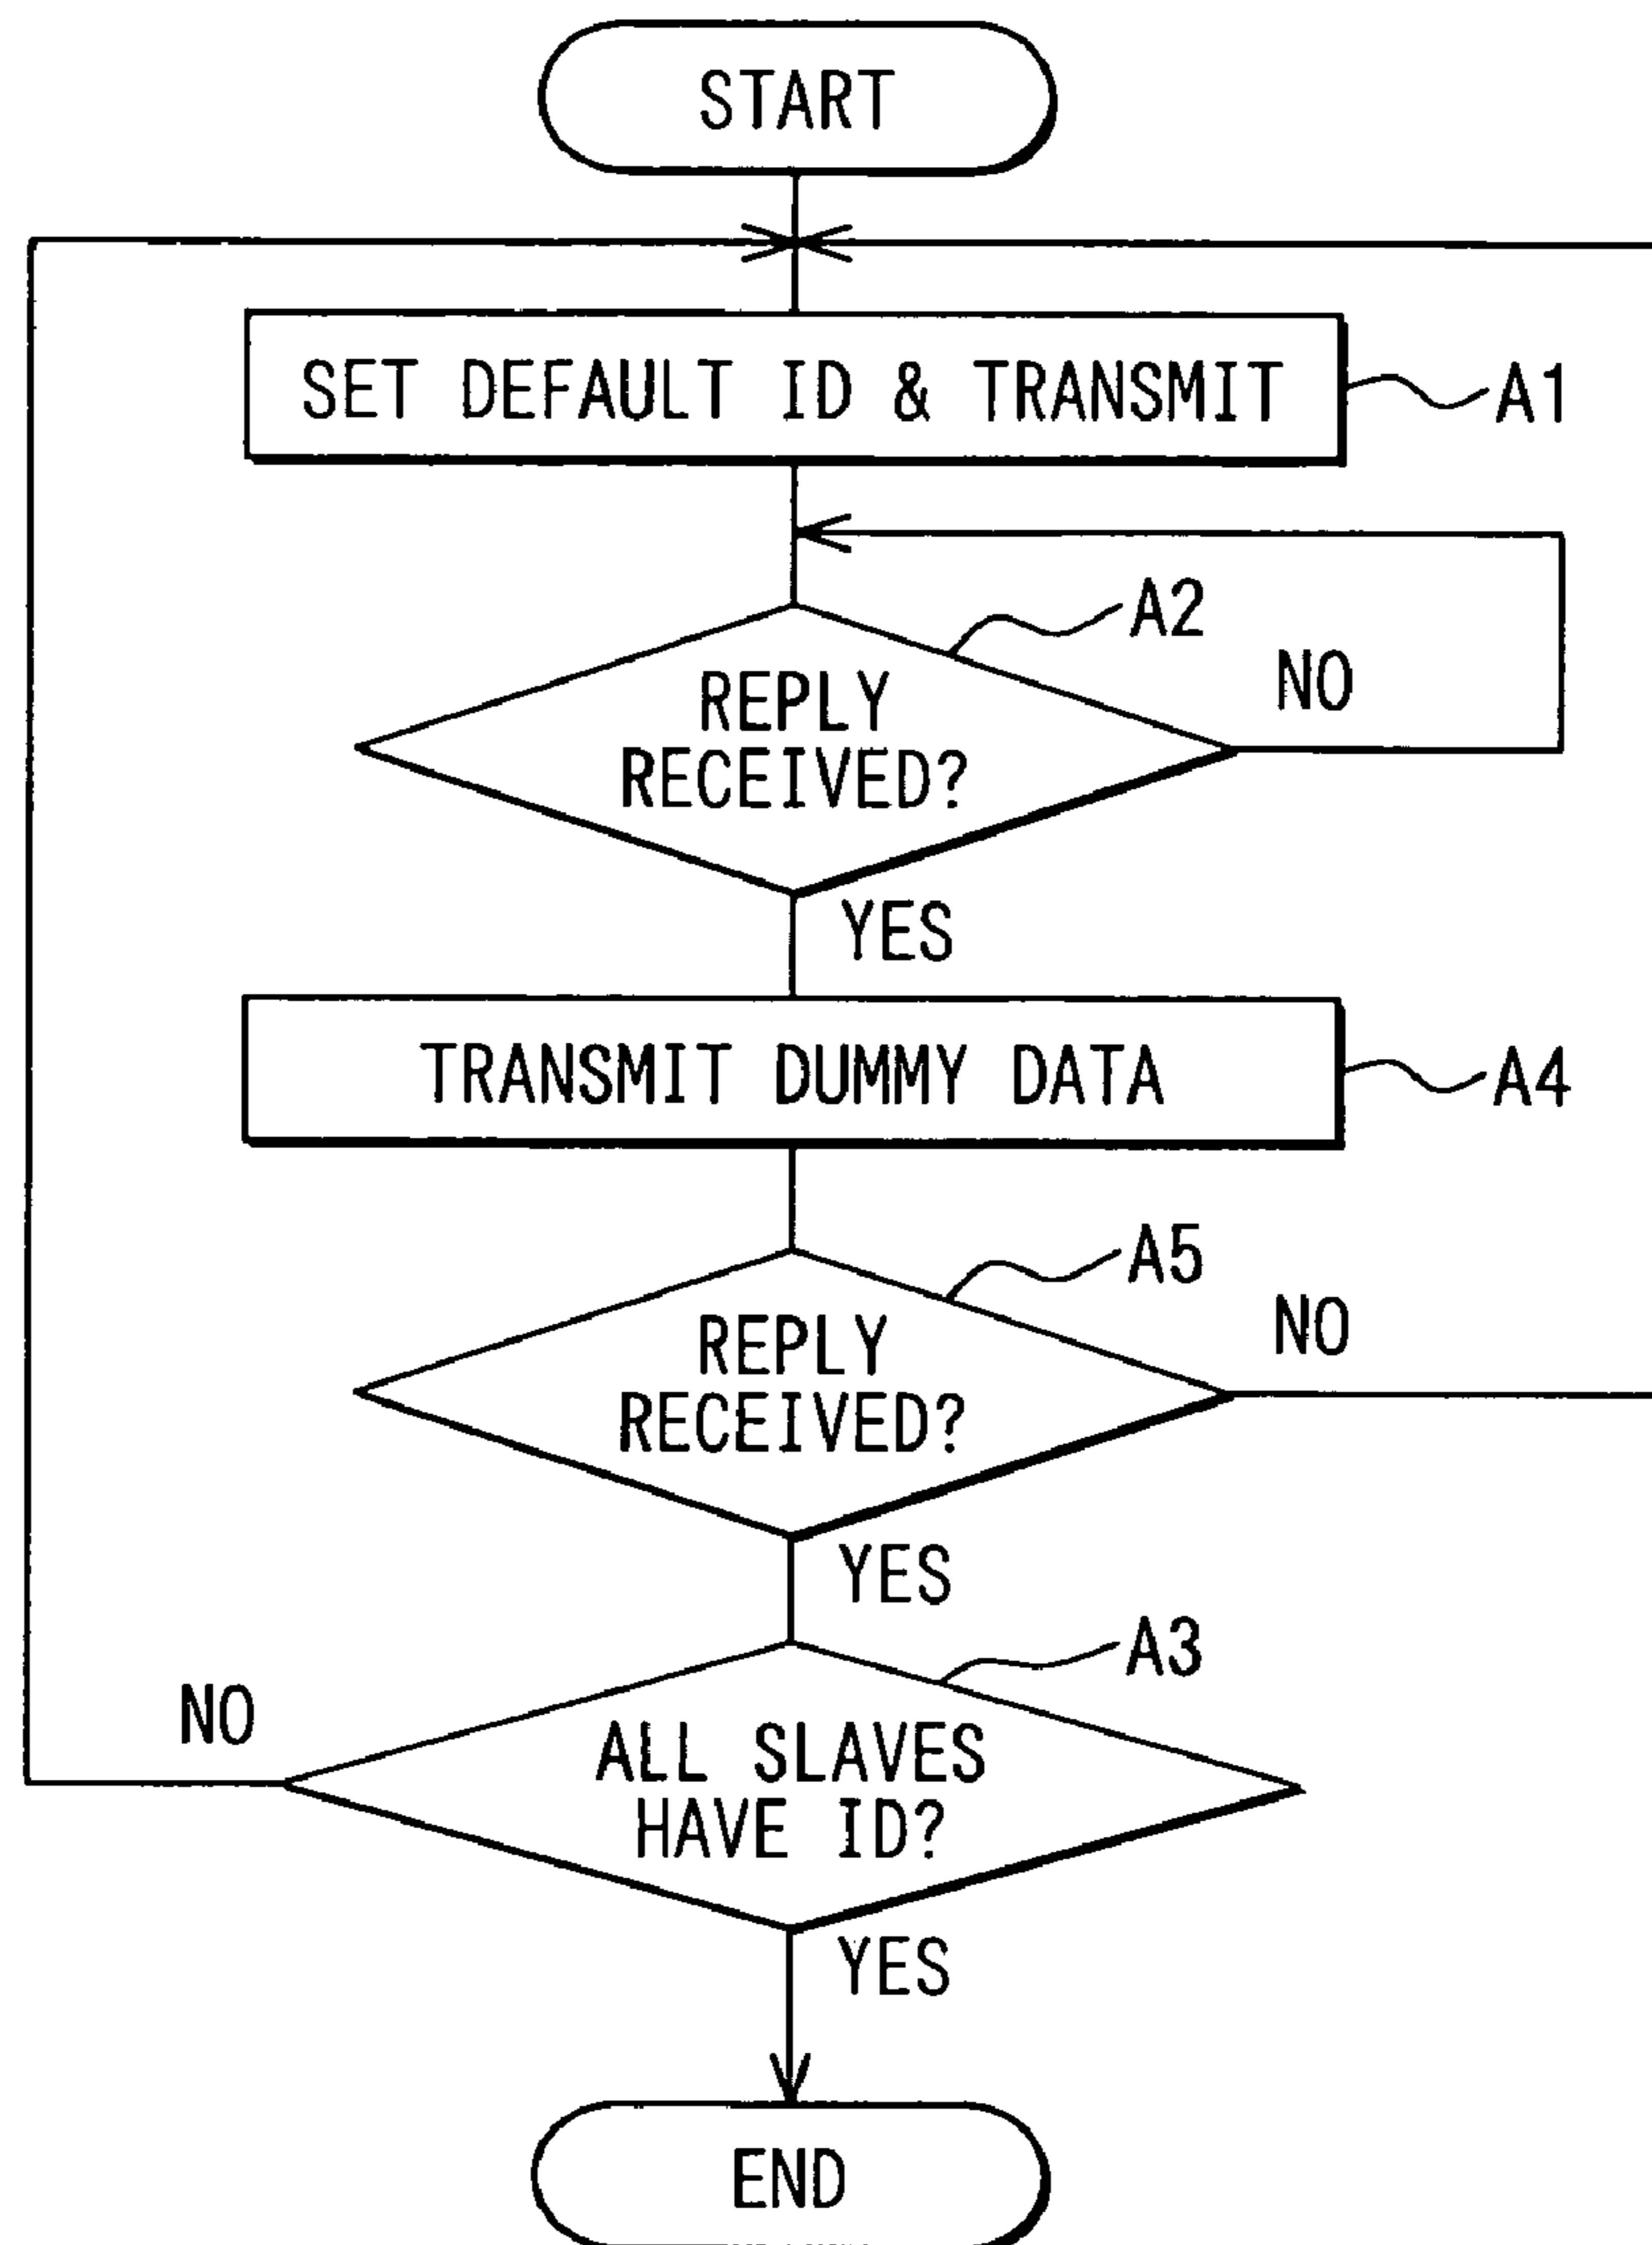 START
SET DEFAULT ID & TRANSMIT
A1
A2
REPLY
RECEIVED?
NO
YES
TRANSMIT DUMMY DATA
A4
A5
REPLY
RECEIVED?
NO
YES
A3
ALL SLAVES
HAVE ID?
NO
YES
END